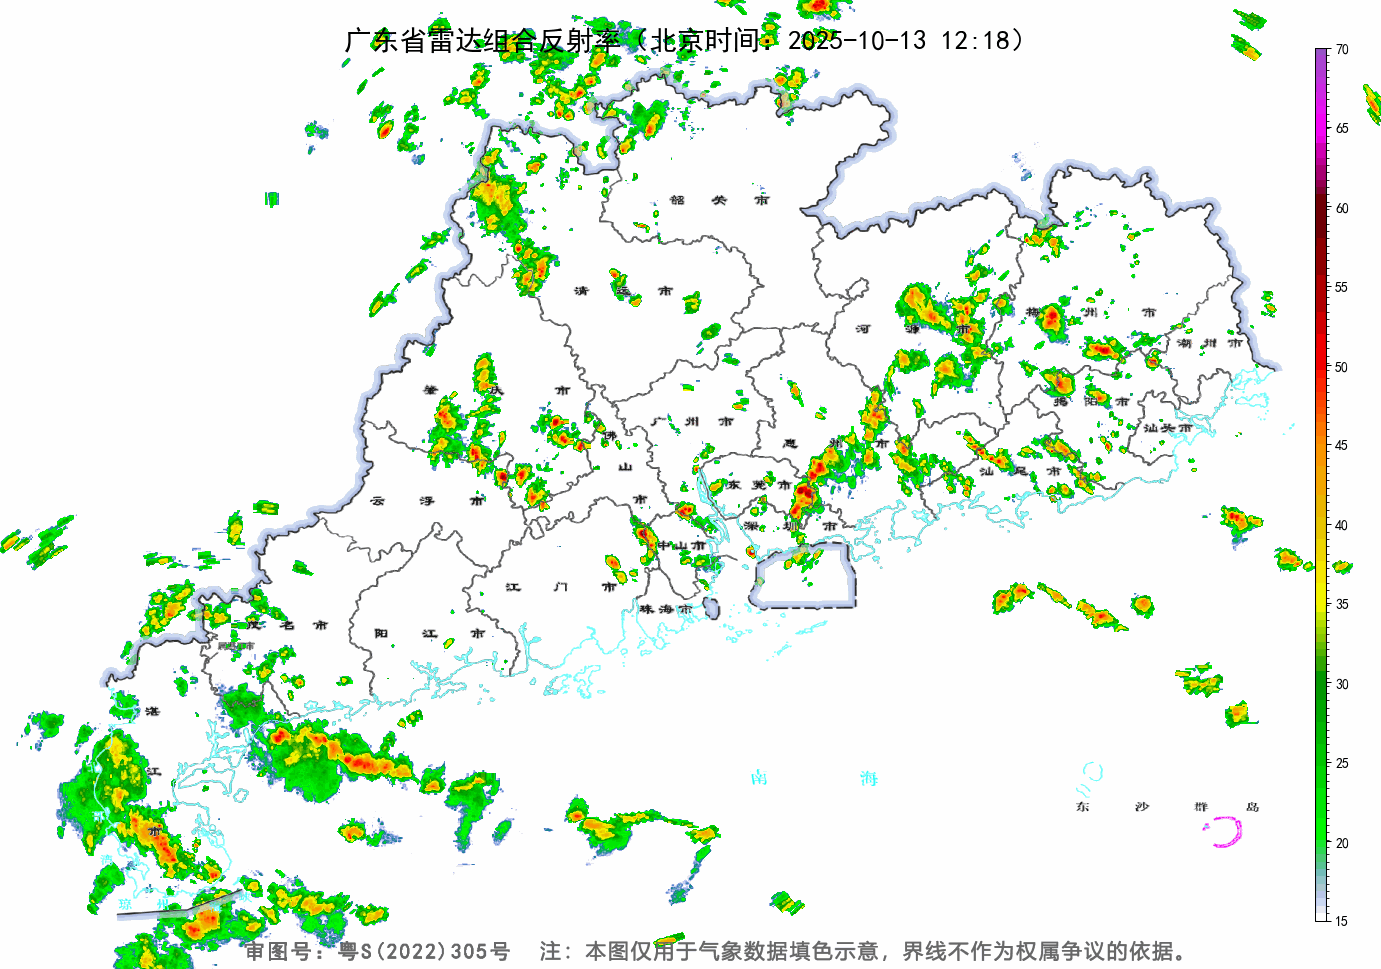 广东省雷达组合反射率（北京时间：2025-10-13 12:18）
70
65
60
55
50
45
40
35
30
25
20
15
韶关市
清远市
河源市
梅州市
潮州市
肇庆市
广州市
揭阳市
汕头市
惠州市
佛山市
汕尾市
东莞市
云浮市
深圳市
中山市
江门市
珠海市
茂名市
阳江市
湛江市
南海
东沙群岛
琼州
审图号：粤S(2022)305号 注：本图仅用于气象数据填色示意，界线不作为权属争议的依据。